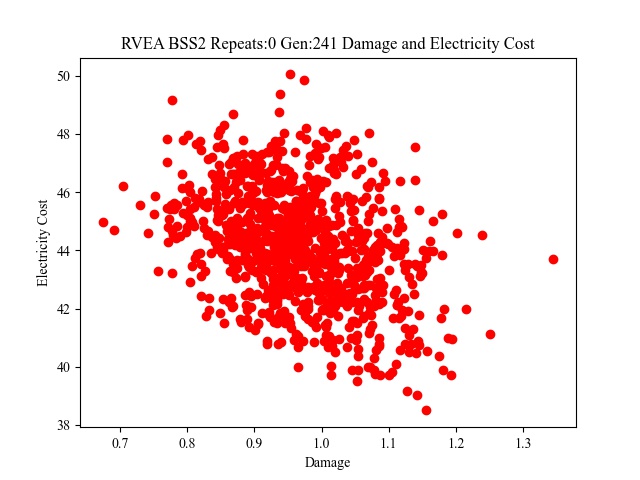 RVEA BSS2 Repeats:0 Gen:241 Damage and Electricity Cost
50
48
46
44
42
40
38
Electricity Cost
0.7 0.8 0.9 1.0 1.1 1.2 1.3
Damage